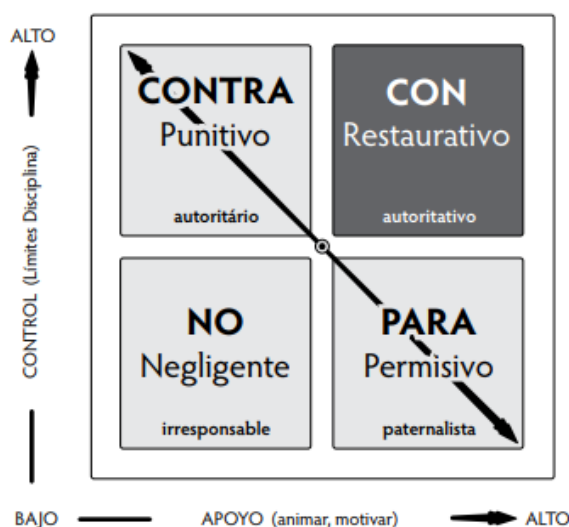 ALTO
CONTROL (Límites Disciplina)
CONTRA
Punitivo
autoritário
CON
Restaurativo
autoritativo
NO
Negligente
irresponsable
PARA
Permisivo
paternalista
BAJO
APOYO (animar, motivar)
ALTO